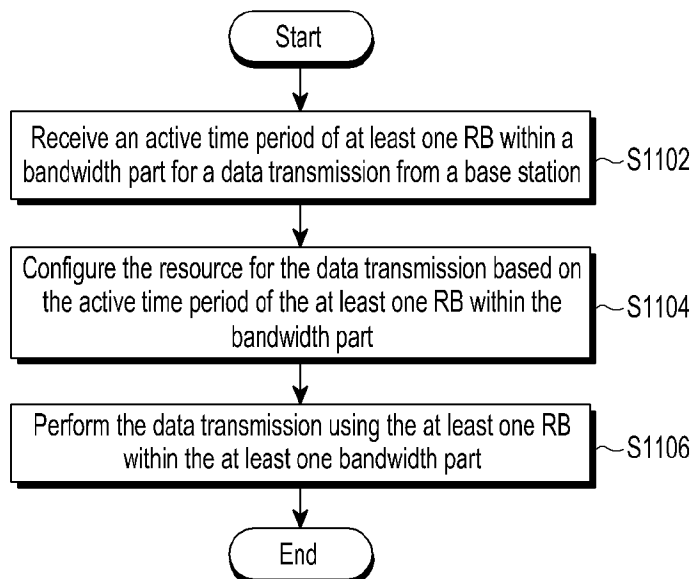 Start
Receive an active time period of at least one RB within a
bandwidth part for a data transmission from a base station
S1102
Configure the resource for the data transmission based on
the active time period of the at least one RB within the
bandwidth part
S1104
Perform the data transmission using the at least one RB
within the at least one bandwidth part
S1106
End